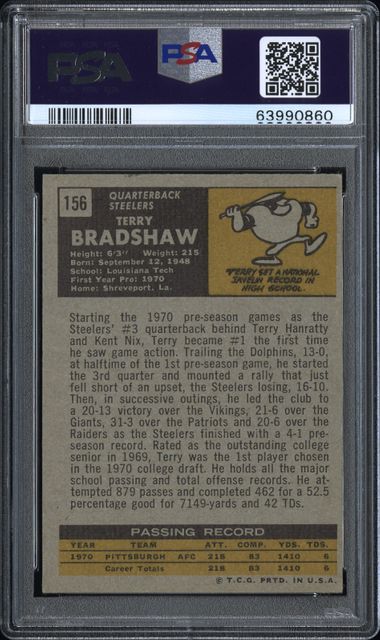 PSA
PSA
63990860
156
QUARTERBACK
STEELERS
TERRY
BRADSHAW
Height: 6'3" Weight: 215
Born: September 12, 1948
School: Louisiana Tech
First Year Pro: 1970
Home: Shreveport, La.
TERRY SET A NATIONAL
JAVELIN RECORD IN
HIGH SCHOOL.
Starting the 1970 pre-season games as the
Steelers' #3 quarterback behind Terry Hanratty
and Kent Nix, Terry became #1 the first time
he saw game action. Trailing the Dolphins, 13-0,
at halftime of the 1st pre-season game, he started
the 3rd quarter and mounted a rally that just
fell short of an upset, the Steelers losing, 16-10.
Then, in successive outings, he led the club to
a 20-13 victory over the Vikings, 21-6 over the
Giants, 31-3 over the Patriots and 20-6 over the
Raiders as the Steelers finished with a 4-1 pre-
season record. Rated as the outstanding college
senior in 1969, Terry was the 1st player chosen
in the 1970 college draft. He holds all the major
school passing and total offense records. He at-
tempted 879 passes and completed 462 for a 52.5
percentage good for 7149-yards and 42 TDs.
PASSING RECORD
YEAR TEAM ATT. COMP. YDS. TDS.
1970 PITTSBURGH AFC 218 83 1410 6
Career Totals 218 83 1410 6
© T.C.G. PRTD. IN U.S.A.